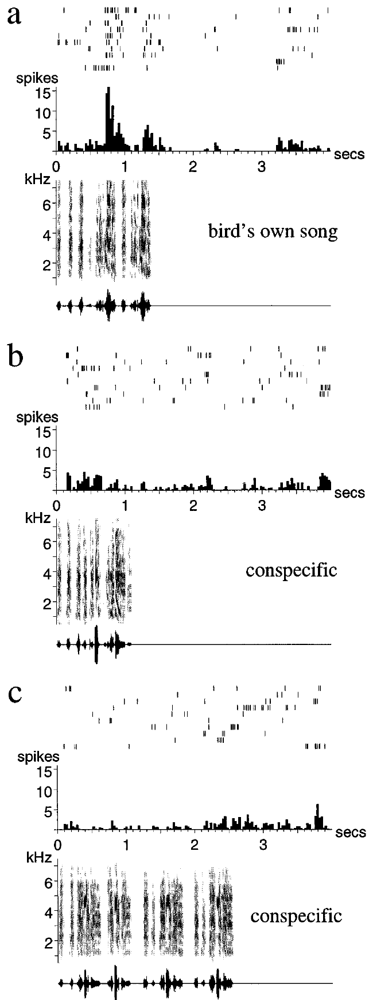 a
spikes
15
10
5
secs
0 1 2 3
kHz
6
4
2
bird's own song
b
spikes
15
10
5
secs
0 1 2 3
kHz
6
4
2
conspecific
c
spikes
15
10
5
secs
0 1 2 3
kHz
6
4
2
conspecific